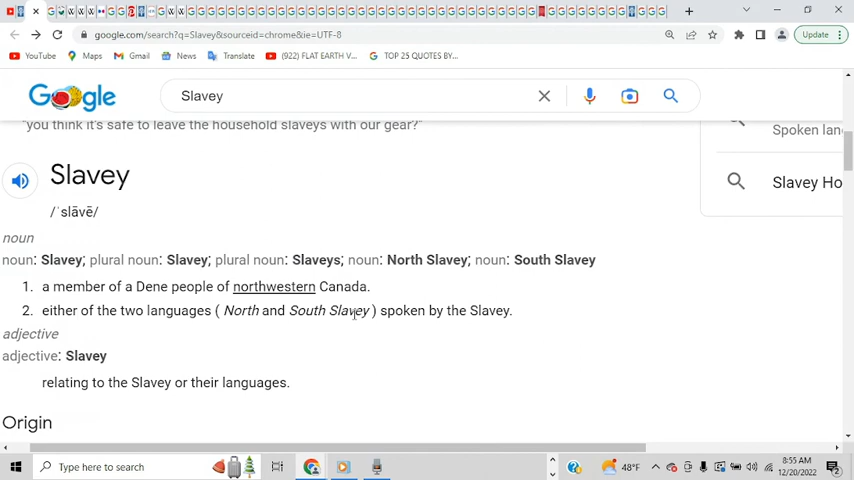 google.com/search?q=Slavey&sourceid=chrome&ie=UTF-8
Update
YouTube
Maps
Gmail
News
Translate
(922) FLAT EARTH V...
TOP 25 QUOTES BY...
Google
Slavey
"you think it's safe to leave the household slaveys with our gear?"
Spoken lan
Slavey
/ˈslāvē/
Slavey Ho
noun
noun: Slavey; plural noun: Slavey; plural noun: Slaveys; noun: North Slavey; noun: South Slavey
1. a member of a Dene people of northwestern Canada.
2. either of the two languages ( North and South Slavey ) spoken by the Slavey.
adjective
adjective: Slavey
relating to the Slavey or their languages.
Origin
Type here to search
48°F
8:55 AM
12/20/2022
2